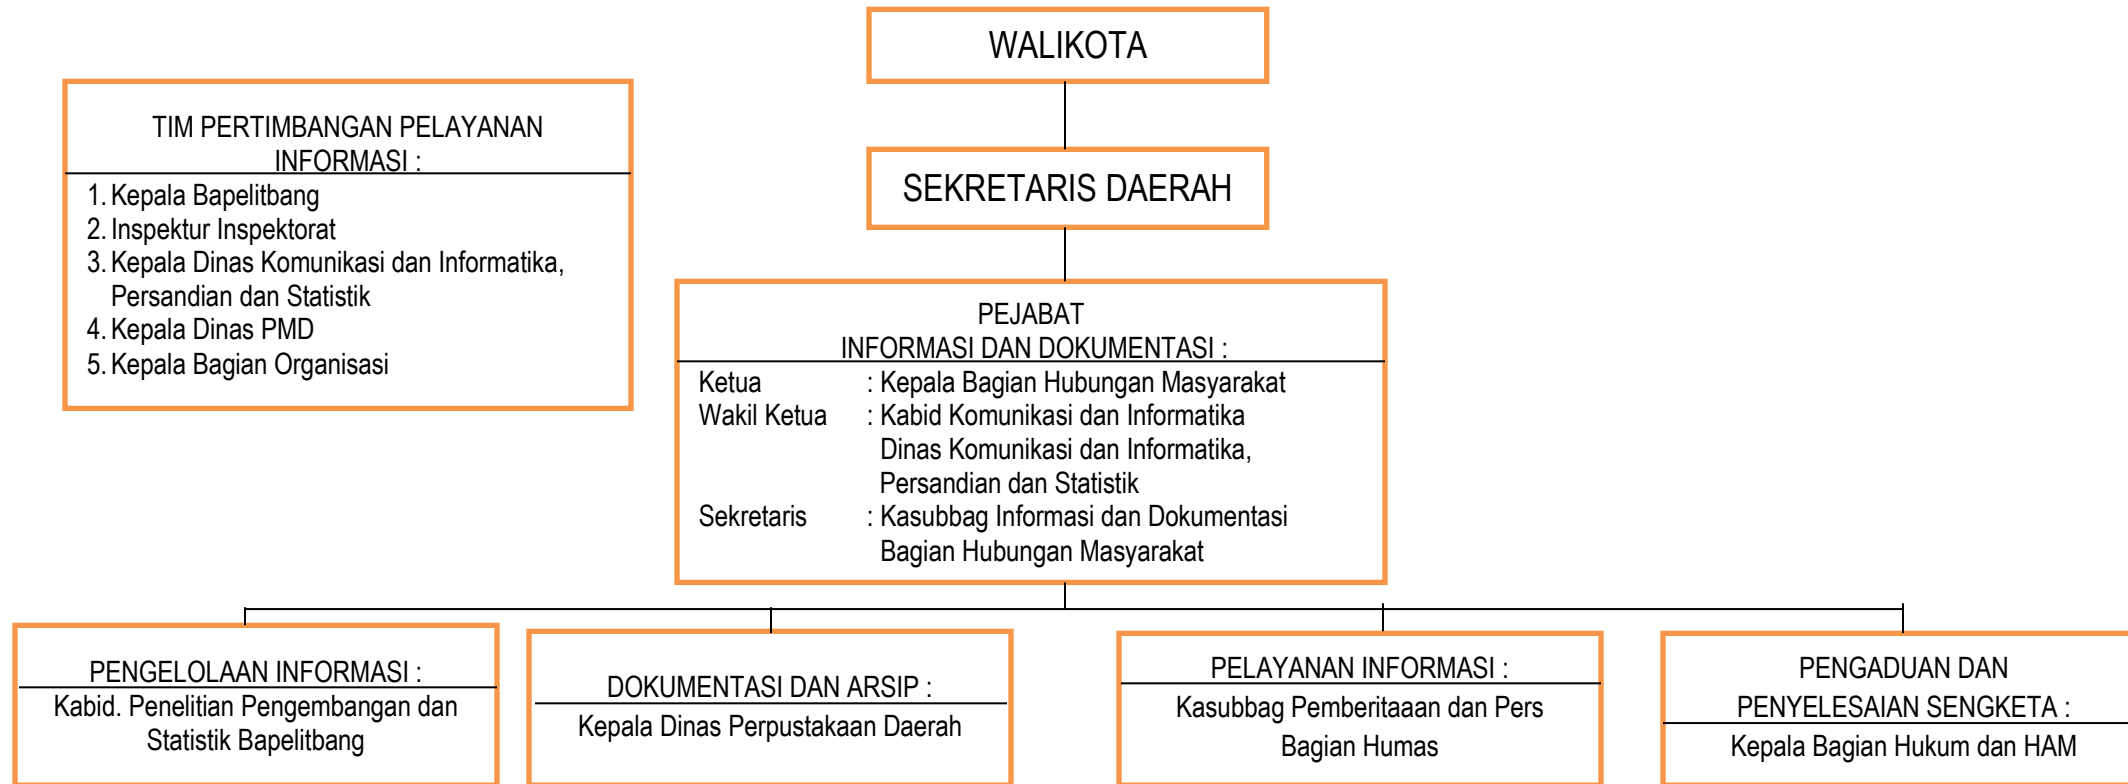 WALIKOTA
TIM PERTIMBANGAN PELAYANAN
INFORMASI :
1. Kepala Bapelitbang
2. Inspektur Inspektorat
3. Kepala Dinas Komunikasi dan Informatika,
Persandian dan Statistik
4. Kepala Dinas PMD
5. Kepala Bagian Organisasi
SEKRETARIS DAERAH
PEJABAT
INFORMASI DAN DOKUMENTASI :
Ketua : Kepala Bagian Hubungan Masyarakat
Wakil Ketua : Kabid Komunikasi dan Informatika
Dinas Komunikasi dan Informatika,
Persandian dan Statistik
Sekretaris : Kasubbag Informasi dan Dokumentasi
Bagian Hubungan Masyarakat
PENGELOLAAN INFORMASI :
Kabid. Penelitian Pengembangan dan
Statistik Bapelitbang
DOKUMENTASI DAN ARSIP :
Kepala Dinas Perpustakaan Daerah
PELAYANAN INFORMASI :
Kasubbag Pemberitaaan dan Pers
Bagian Humas
PENGADUAN DAN
PENYELESAIAN SENGKETA :
Kepala Bagian Hukum dan HAM